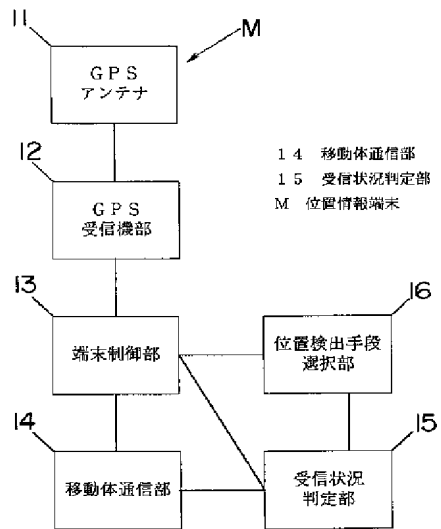 11
M
GPS
アンテナ
12
14 移動体通信部
15 受信状況判定部
M 位置情報端末
GPS
受信機部
13
16
端末制御部
位置検出手段
選択部
14
15
移動体通信部
受信状況
判定部